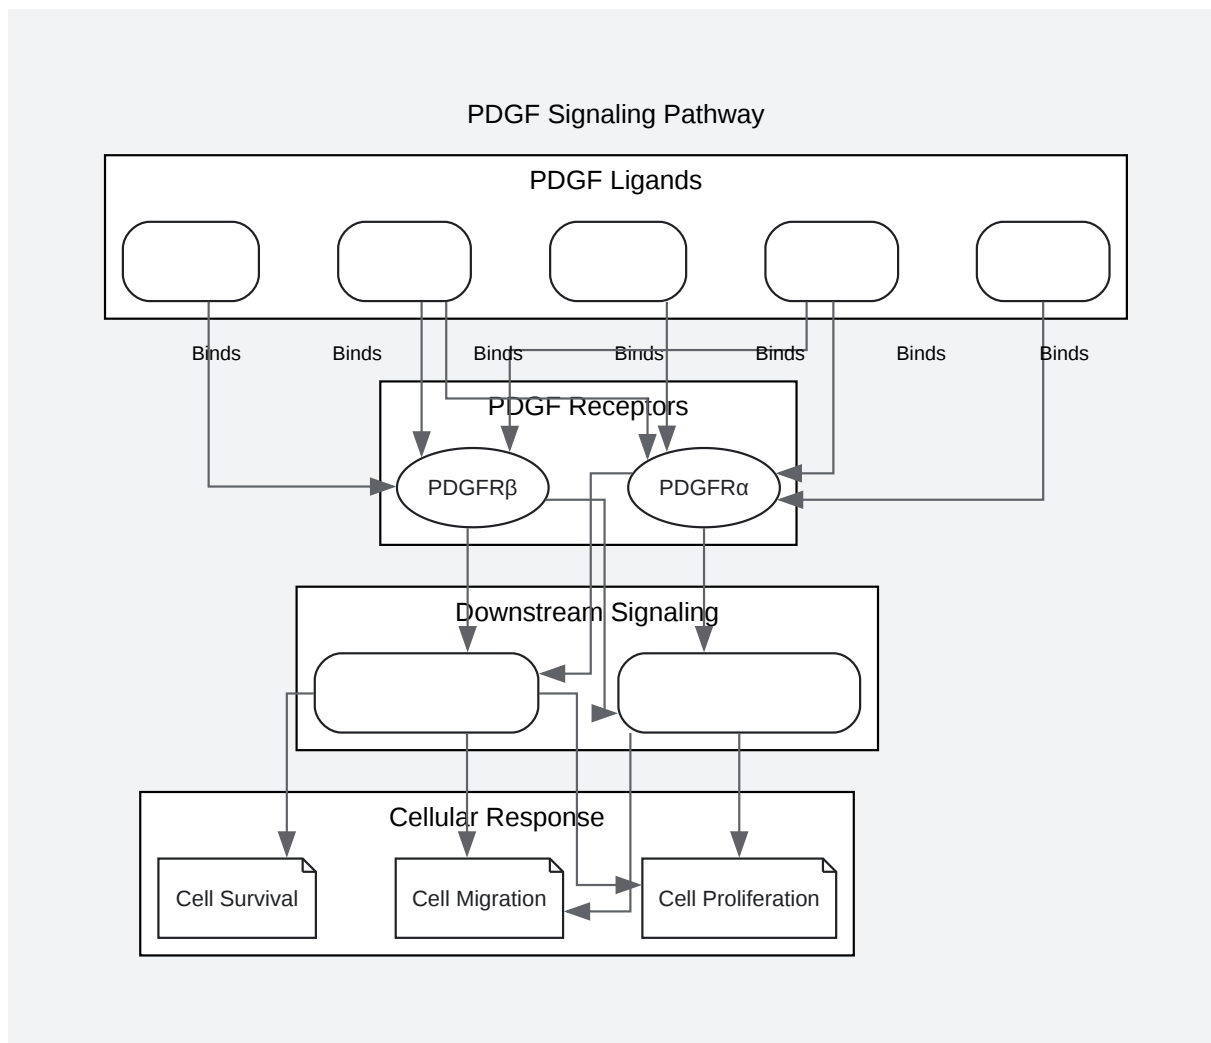 PDGF Signaling Pathway
PDGF Ligands
Binds Binds Binds Binds Binds Binds Binds
PDGF Receptors
PDGFRβ PDGFRα
Downstream Signaling
Cellular Response
Cell Survival Cell Migration Cell Proliferation